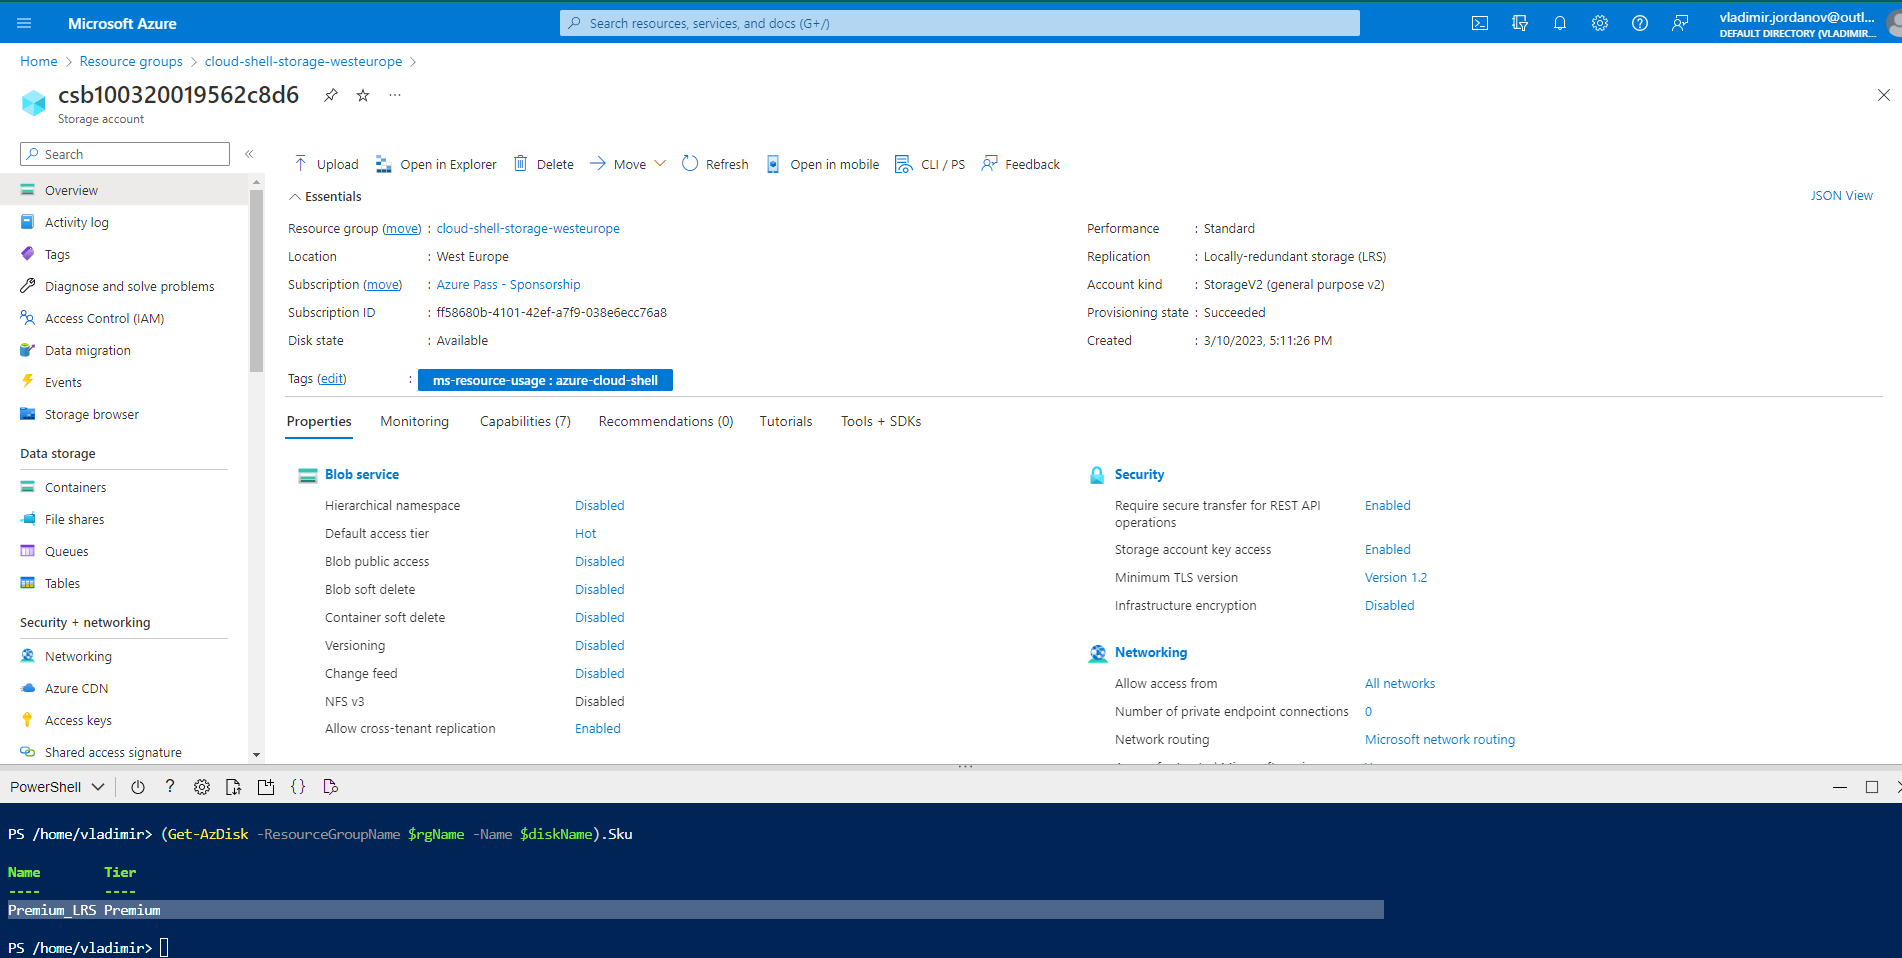 Microsoft Azure
Search resources, services, and docs (G+/)
vladimir.jordanov@outl...
DEFAULT DIRECTORY (VLADIMIR....
Home > Resource groups > cloud-shell-storage-westeurope >
csb100320019562c8d6
Storage account
Search
Overview
Activity log
Tags
Diagnose and solve problems
Access Control (IAM)
Data migration
Events
Storage browser
Data storage
Containers
File shares
Queues
Tables
Security + networking
Networking
Azure CDN
Access keys
Shared access signature
Upload Open in Explorer Delete Move Refresh Open in mobile CLI / PS Feedback
Essentials
JSON View
Resource group (move) : cloud-shell-storage-westeurope
Location : West Europe
Subscription (move) : Azure Pass - Sponsorship
Subscription ID : ff58680b-4101-42ef-a7f9-038e6ecc76a8
Disk state : Available
Performance : Standard
Replication : Locally-redundant storage (LRS)
Account kind : StorageV2 (general purpose v2)
Provisioning state : Succeeded
Created : 3/10/2023, 5:11:26 PM
Tags (edit) : ms-resource-usage : azure-cloud-shell
Properties Monitoring Capabilities (7) Recommendations (0) Tutorials Tools + SDKs
Blob service
Hierarchical namespace Disabled
Default access tier Hot
Blob public access Disabled
Blob soft delete Disabled
Container soft delete Disabled
Versioning Disabled
Change feed Disabled
NFS v3 Disabled
Allow cross-tenant replication Enabled
Security
Require secure transfer for REST API Enabled
operations
Storage account key access Enabled
Minimum TLS version Version 1.2
Infrastructure encryption Disabled
Networking
Allow access from All networks
Number of private endpoint connections 0
Network routing Microsoft network routing
PowerShell
PS /home/vladimir> (Get-AzDisk -ResourceGroupName $rgName -Name $diskName).Sku
Name Tier
---- ----
Premium_LRS Premium
PS /home/vladimir>